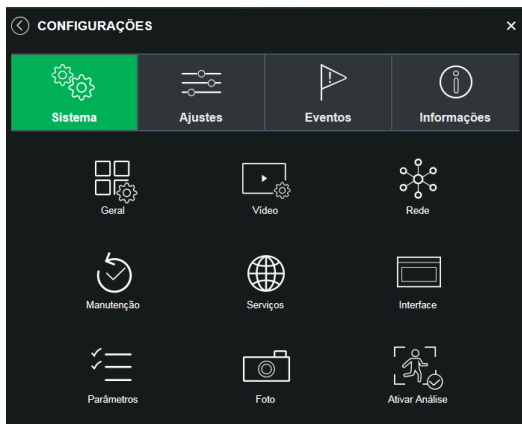 CONFIGURAÇÕES
Sistema Ajustes Eventos Informações
Geral Vídeo Rede
Manutenção Serviços Interface
Parâmetros Foto Ativar Análise